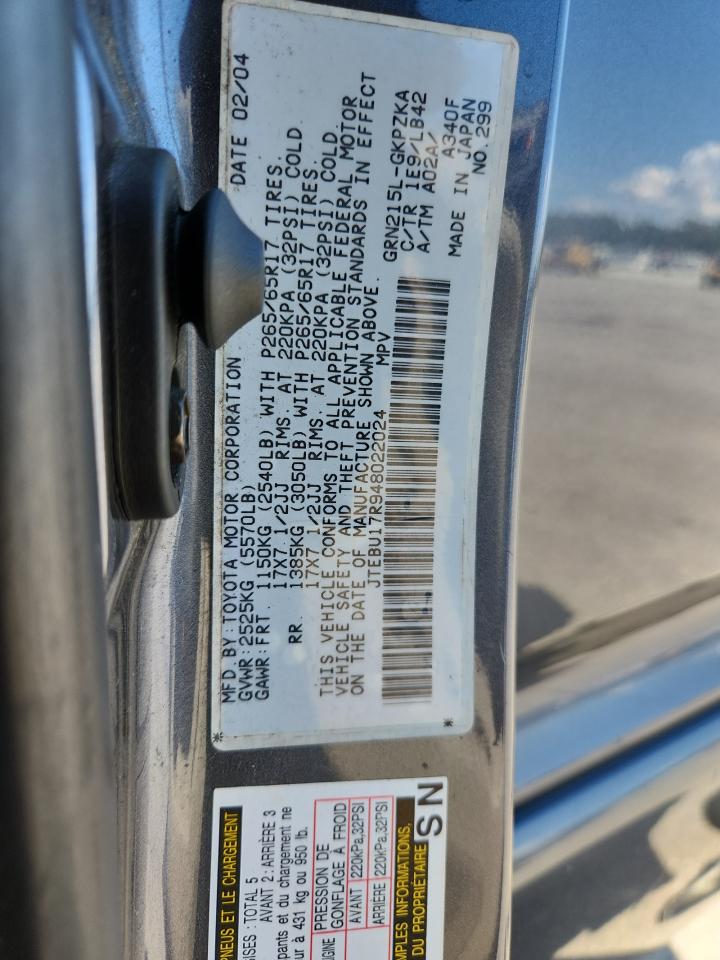 MFD. BY: TOYOTA MOTOR CORPORATION DATE 02/04
GVWR: 2525KG (5570LB)
GAWR: FRT. 1150KG (2540LB) WITH P265/65R17 TIRES.
17X7 1/2JJ RIMS. AT 220KPA (32PSI) COLD
RR. 1385KG (3050LB) WITH P265/65R17 TIRES.
17X7 1/2JJ RIMS. AT 220KPA (32PSI) COLD
THIS VEHICLE CONFORMS TO ALL APPLICABLE FEDERAL MOTOR
VEHICLE SAFETY AND THEFT PREVENTION STANDARDS IN EFFECT
ON THE DATE OF MANUFACTURE SHOWN ABOVE.
JTEBU17R948022024 MPV
GRN215L-GKPZKA
C/TR 1E9/LB42
A/TM A02A/ A340F
MADE IN JAPAN
NO.299
* *
PNEUS ET LE CHARGEMENT
ISES : TOTAL 5 AVANT 2: ARRIÈRE 3
pants et du chargement ne
ur à 431 kg ou 950 lb.
PRESSION DE
GONFLAGE À FROID
GINE AVANT 220kPa,32PSI
ARRIÈRE 220kPa,32PSI
MPLES INFORMATIONS,
DU PROPRIÉTAIRE
SN